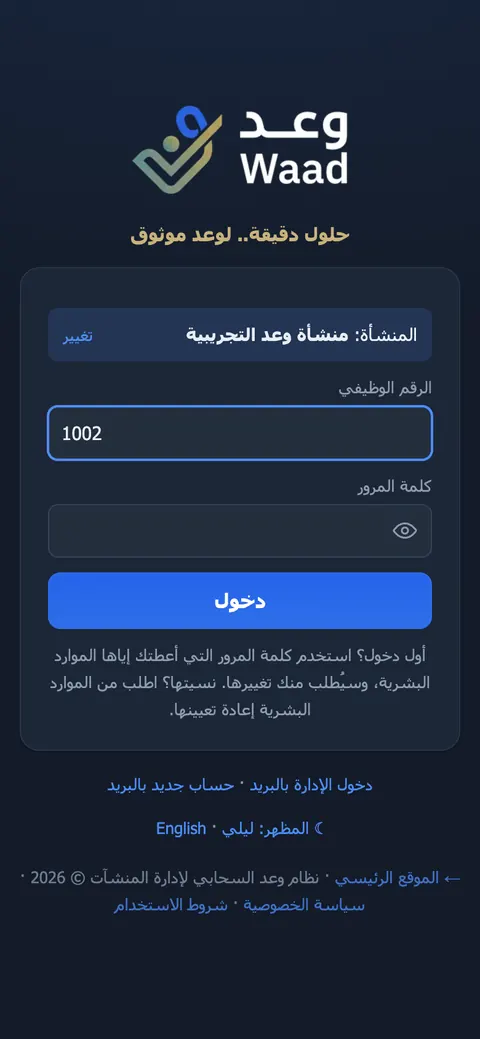 وعد
Waad
حلول دقيقة.. لوعد موثوق
المنشأة: منشأة وعد التجريبية
تغيير
الرقم الوظيفي
1002
كلمة المرور
دخول
أول دخول؟ استخدم كلمة المرور التي أعطتك إياها الموارد
البشرية، وسيُطلب منك تغييرها. نسيتها؟ اطلب من الموارد
البشرية إعادة تعيينها.
دخول الإدارة بالبريد · حساب جديد بالبريد
☾ المظهر: ليلي · English
← الموقع الرئيسي · نظام وعد السحابي لإدارة المنشآت © 2026 ·
سياسة الخصوصية · شروط الاستخدام